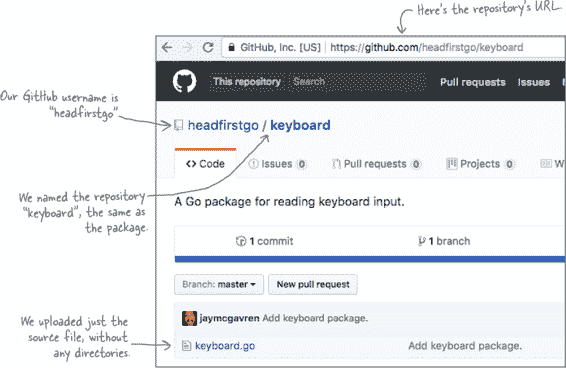 Here's the repository's URL.
GitHub, Inc. [US] | https://github.com/headfirstgo/keyboard
This repository Search Pull requests Issues
Our GitHub username is
"headfirstgo"
headfirstgo / keyboard
<> Code Issues 0 Pull requests 0 Projects 0 W
We named the repository
"keyboard", the same as
the package.
A Go package for reading keyboard input.
1 commit 1 branch
Branch: master New pull request
We uploaded just the
source file, without
any directories.
jaymcgavren Add keyboard package.
keyboard.go Add keyboard package.